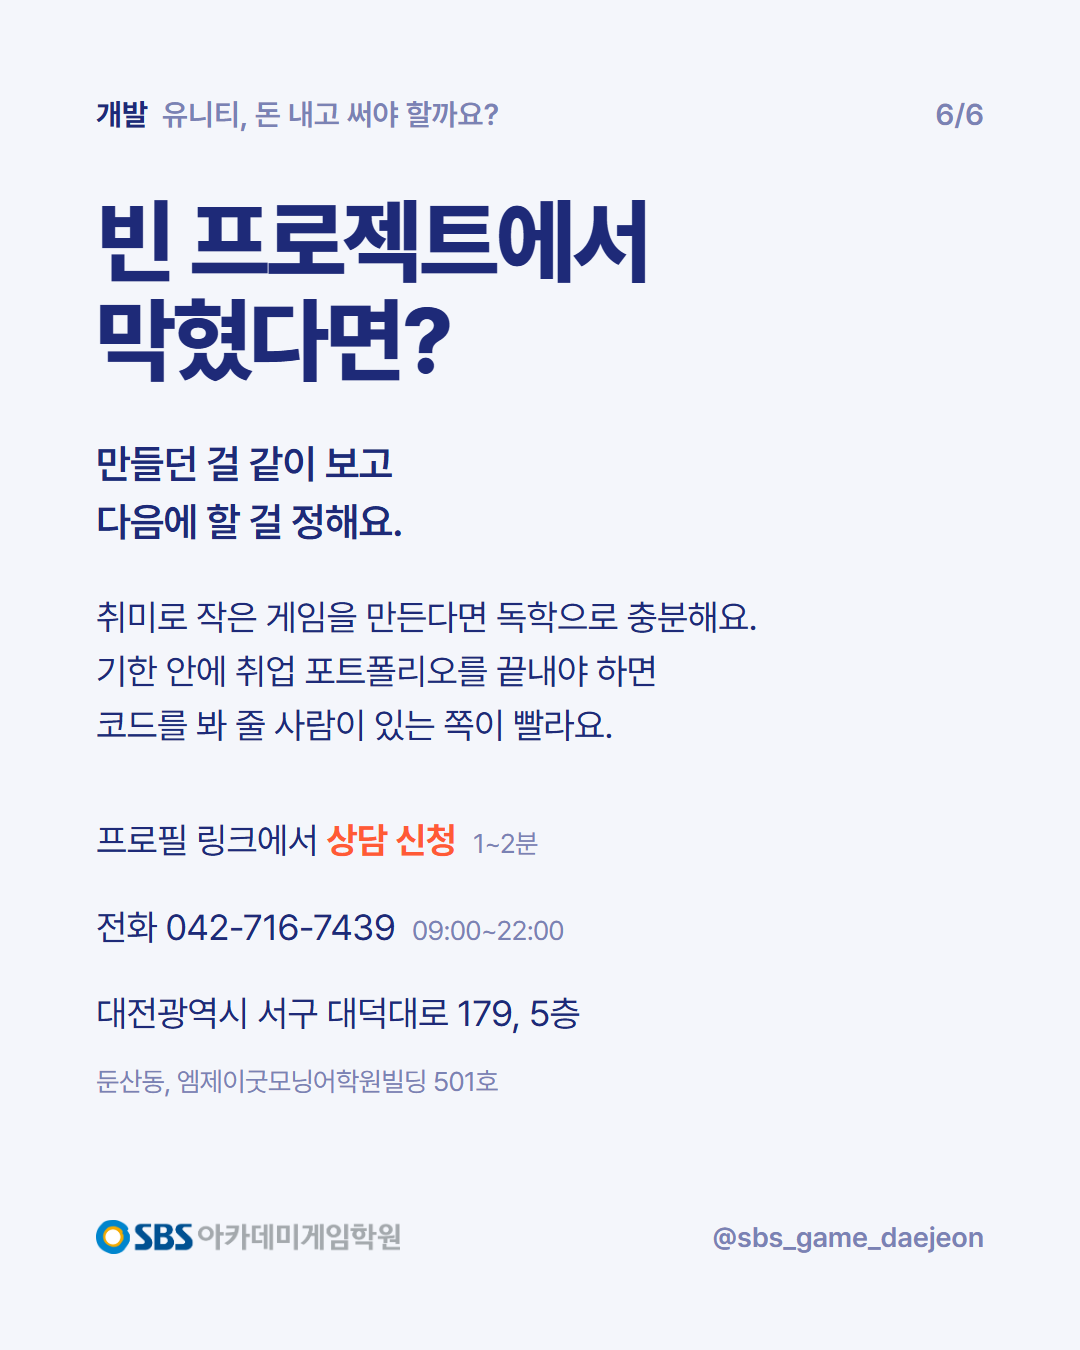 개발 유니티, 돈 내고 써야 할까요? 6/6
빈 프로젝트에서
막혔다면?
만들던 걸 같이 보고
다음에 할 걸 정해요.
취미로 작은 게임을 만든다면 독학으로 충분해요.
기한 안에 취업 포트폴리오를 끝내야 하면
코드를 봐 줄 사람이 있는 쪽이 빨라요.
프로필 링크에서 상담 신청 1~2분
전화 042-716-7439 09:00~22:00
대전광역시 서구 대덕대로 179, 5층
둔산동, 엠제이굿모닝어학원빌딩 501호
SBS 아카데미게임학원 @sbs_game_daejeon